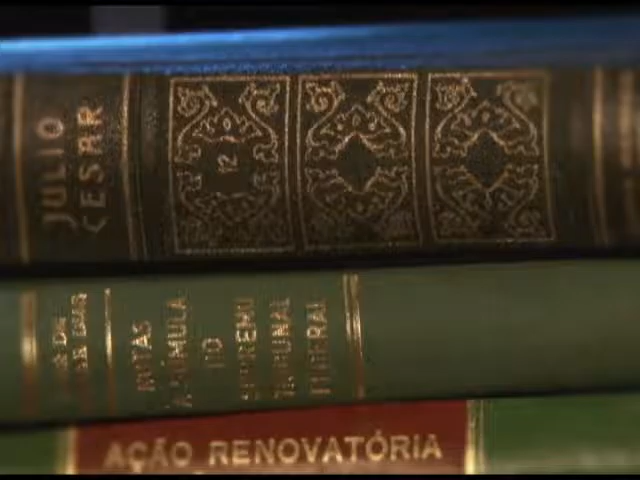 JULIO
CESAR
12
NOTAS
A SÚMULA
DO
SUPREMO
TRIBUNAL
FEDERAL
AÇÃO RENOVATÓRIA